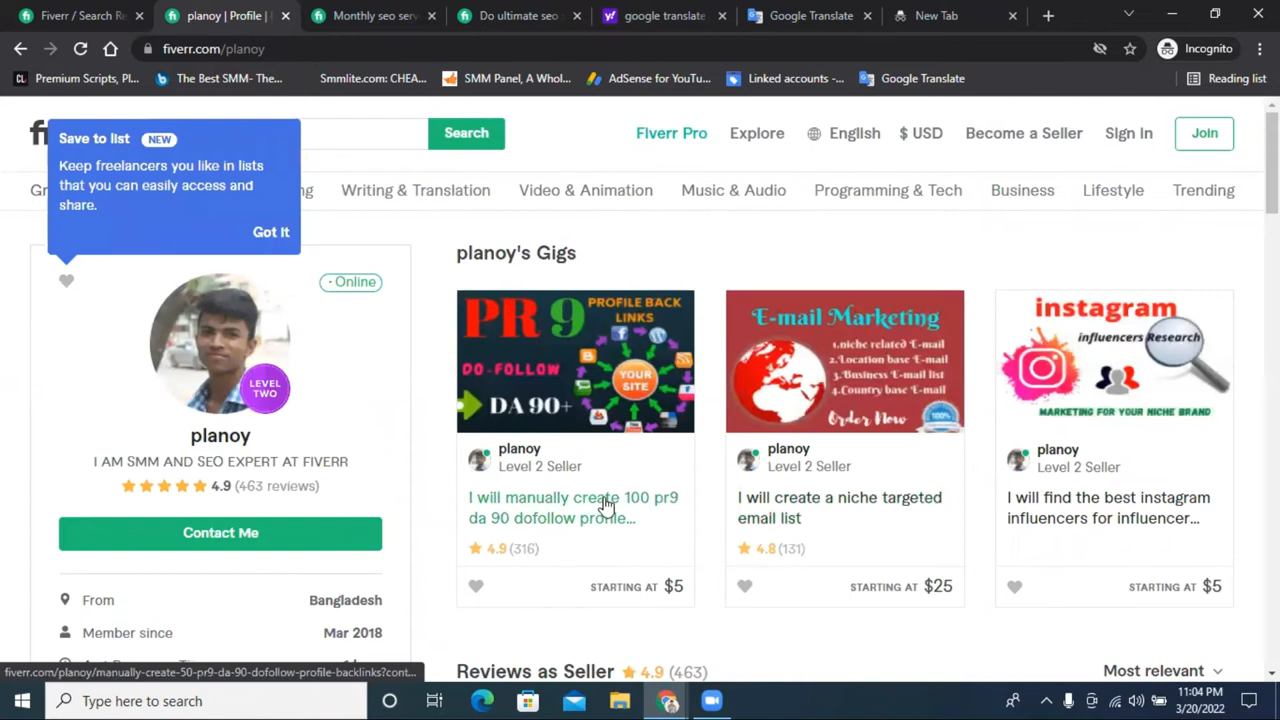 Fiverr / Search Re
planoy | Profile |
Monthly seo serv
Do ultimate seo
google translate
Google Translate
New Tab
fiverr.com/planoy
Incognito
Premium Scripts, Pl...
The Best SMM- The...
Smmlite.com: CHEA...
SMM Panel, A Whol...
AdSense for YouTu...
Linked accounts -...
Google Translate
Reading list
Save to list NEW
Keep freelancers you like in lists
that you can easily access and
share.
Got It
fi
Search
Fiverr Pro
Explore
English
$ USD
Become a Seller
Sign In
Join
Gr
ng
Writing & Translation
Video & Animation
Music & Audio
Programming & Tech
Business
Lifestyle
Trending
· Online
LEVEL
TWO
planoy
I AM SMM AND SEO EXPERT AT FIVERR
4.9 (463 reviews)
Contact Me
From Bangladesh
Member since Mar 2018
planoy's Gigs
PR 9
PROFILE BACK
LINKS
DO-FOLLOW
YOUR
SITE
DA 90+
planoy
Level 2 Seller
I will manually create 100 pr9
da 90 dofollow profile...
4.9 (316)
STARTING AT $5
E-mail Marketing
1.niche related E-mail
2.Location base E-mail
3.Business E-mail list
4.Country base E-mail
Order Now
100%
planoy
Level 2 Seller
I will create a niche targeted
email list
4.8 (131)
STARTING AT $25
instagram
influencers Research
MARKETING FOR YOUR NICHE BRAND
planoy
Level 2 Seller
I will find the best instagram
influencers for influencer...
STARTING AT $5
Reviews as Seller 4.9 (463)
Most relevant
fiverr.com/planoy/manually-create-50-pr9-da-90-dofollow-profile-backlinks?cont...
Type here to search
11:04 PM
3/20/2022